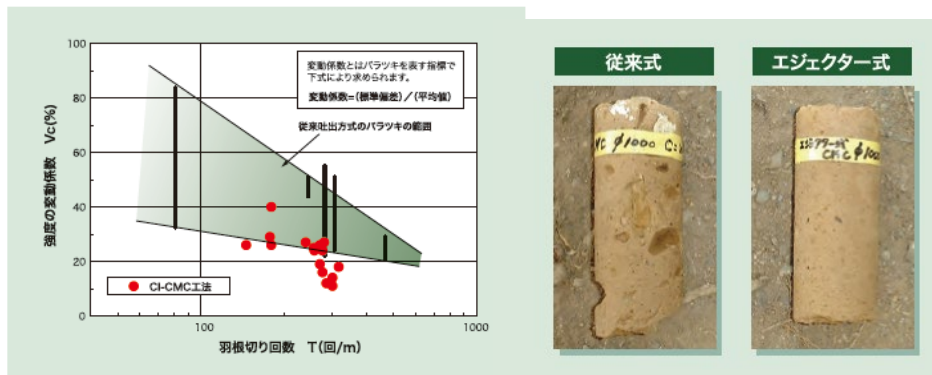 100
80
60
40
20
0
100
1000
強度の変動係数 Vc(%)
羽根切り回数 T(回/m)
変動係数とはバラツキを表す指標で
下式により求められます。
変動係数=(標準偏差)/(平均値)
従来吐出方式のバラツキの範囲
CI-CMC工法
従来式
エジェクター式
φ1000
CMC φ100